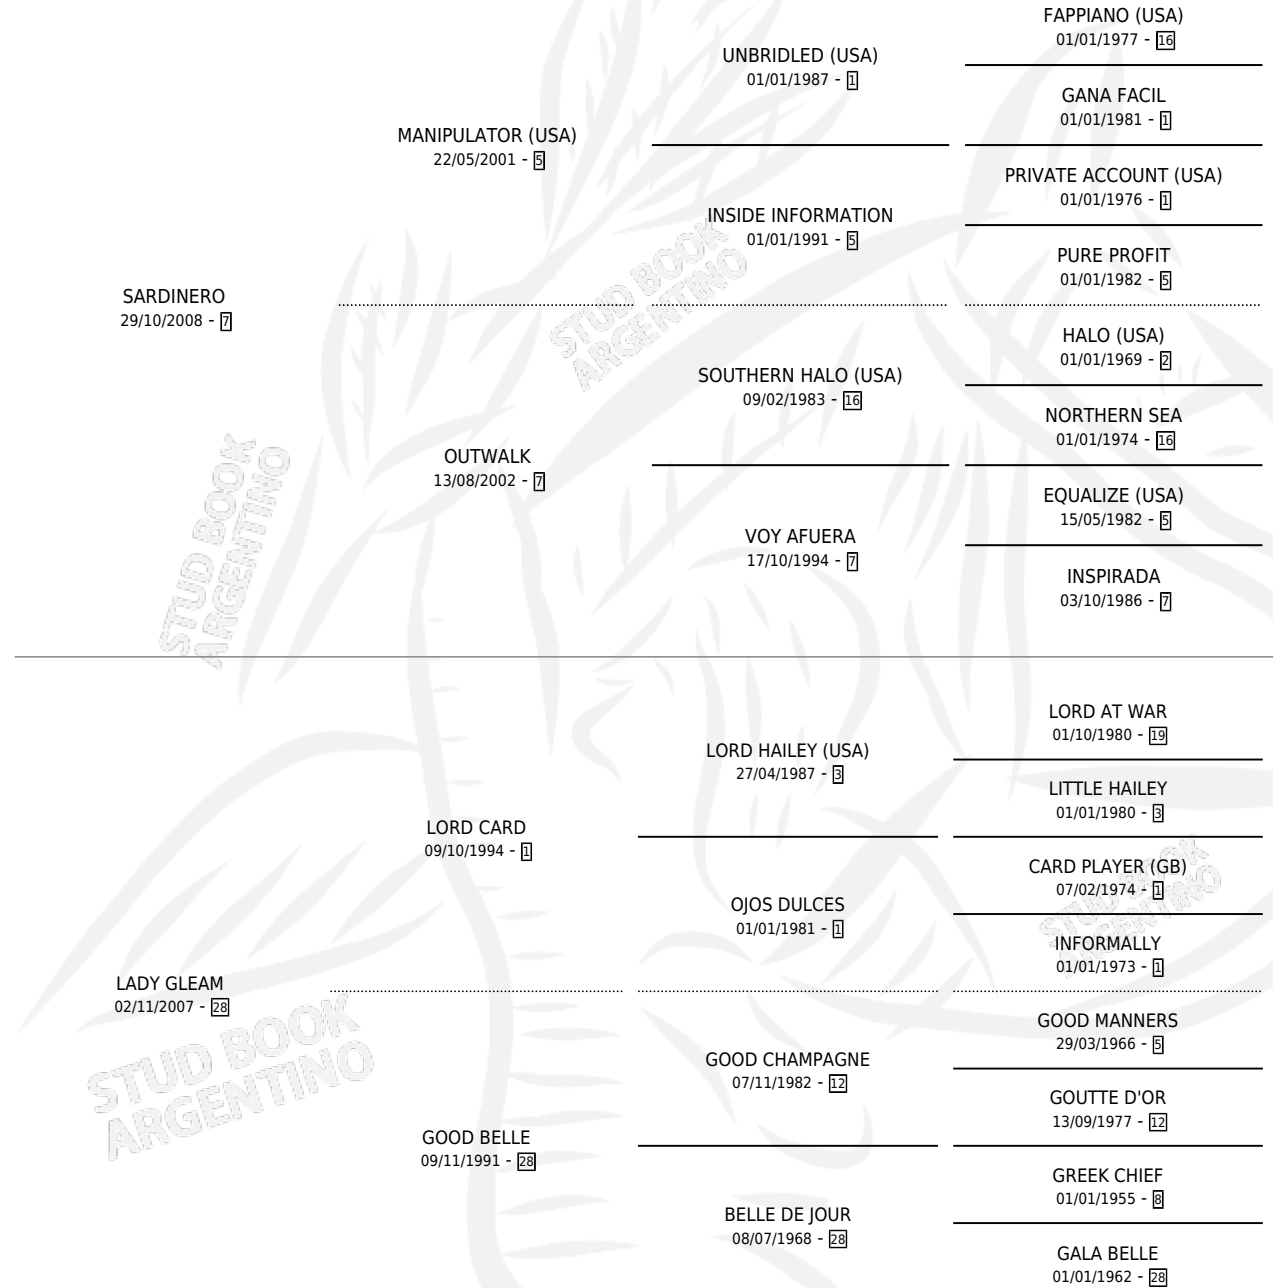 FAPPIANO (USA)
01/01/1977 - 16
UNBRIDLED (USA)
01/01/1987 - 1
GANA FACIL
01/01/1981 - 1
MANIPULATOR (USA)
22/05/2001 - 5
PRIVATE ACCOUNT (USA)
01/01/1976 - 1
INSIDE INFORMATION
01/01/1991 - 5
PURE PROFIT
01/01/1982 - 5
SARDINERO
29/10/2008 - 7
STUD BOOK
ARGENTINO
HALO (USA)
01/01/1969 - 2
SOUTHERN HALO (USA)
09/02/1983 - 16
NORTHERN SEA
01/01/1974 - 16
OUTWALK
13/08/2002 - 7
STUD BOOK
ARGENTINO
EQUALIZE (USA)
15/05/1982 - 5
VOY AFUERA
17/10/1994 - 7
INSPIRADA
03/10/1986 - 7
LORD AT WAR
01/10/1980 - 19
LORD HAILEY (USA)
27/04/1987 - 3
LITTLE HAILEY
01/01/1980 - 3
LORD CARD
09/10/1994 - 1
CARD PLAYER (GB)
07/02/1974 - 1
STUD BOOK
ARGENTINO
OJOS DULCES
01/01/1981 - 1
INFORMALLY
01/01/1973 - 1
LADY GLEAM
02/11/2007 - 28
STUD BOOK
ARGENTINO
GOOD MANNERS
29/03/1966 - 5
GOOD CHAMPAGNE
07/11/1982 - 12
GOUTTE D'OR
13/09/1977 - 12
GOOD BELLE
09/11/1991 - 28
GREEK CHIEF
01/01/1955 - 8
BELLE DE JOUR
08/07/1968 - 28
GALA BELLE
01/01/1962 - 28